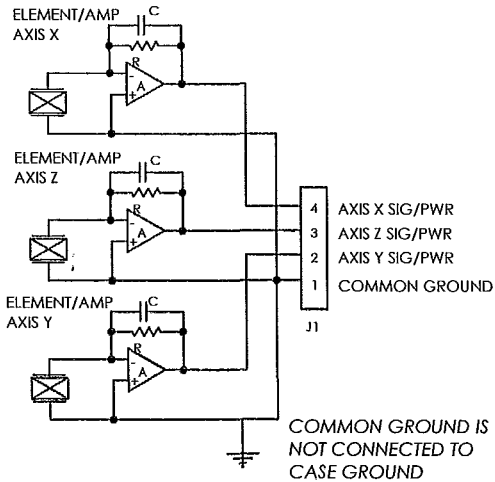 ELEMENT/AMP
AXIS X
C
R
-
A
+
ELEMENT/AMP
AXIS Z
C
R
-
A
+
4 AXIS X SIG/PWR
3 AXIS Z SIG/PWR
2 AXIS Y SIG/PWR
1 COMMON GROUND
J1
ELEMENT/AMP
AXIS Y
C
R
-
A
+
COMMON GROUND IS
NOT CONNECTED TO
CASE GROUND